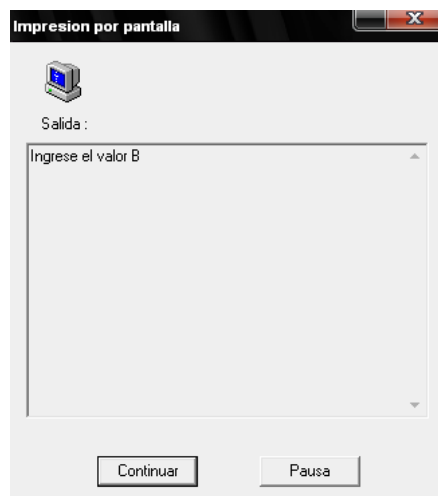 Impresion por pantalla
Salida :
Ingrese el valor B
Continuar
Pausa